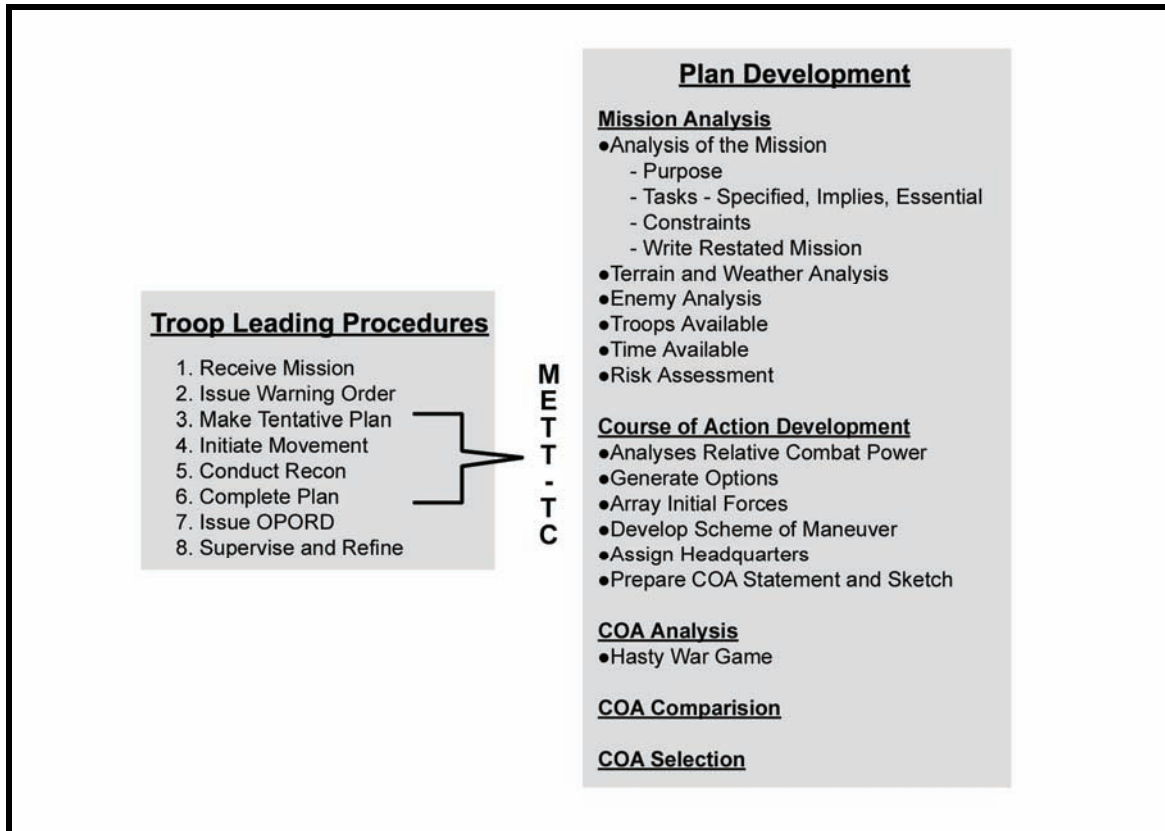 Troop Leading Procedures
1. Receive Mission
2. Issue Warning Order
3. Make Tentative Plan
4. Initiate Movement
5. Conduct Recon
6. Complete Plan
7. Issue OPORD
8. Supervise and Refine
M
E
T
T
-
T
C
Plan Development
Mission Analysis
●Analysis of the Mission
- Purpose
- Tasks - Specified, Implies, Essential
- Constraints
- Write Restated Mission
●Terrain and Weather Analysis
●Enemy Analysis
●Troops Available
●Time Available
●Risk Assessment
Course of Action Development
●Analyses Relative Combat Power
●Generate Options
●Array Initial Forces
●Develop Scheme of Maneuver
●Assign Headquarters
●Prepare COA Statement and Sketch
COA Analysis
●Hasty War Game
COA Comparision
COA Selection